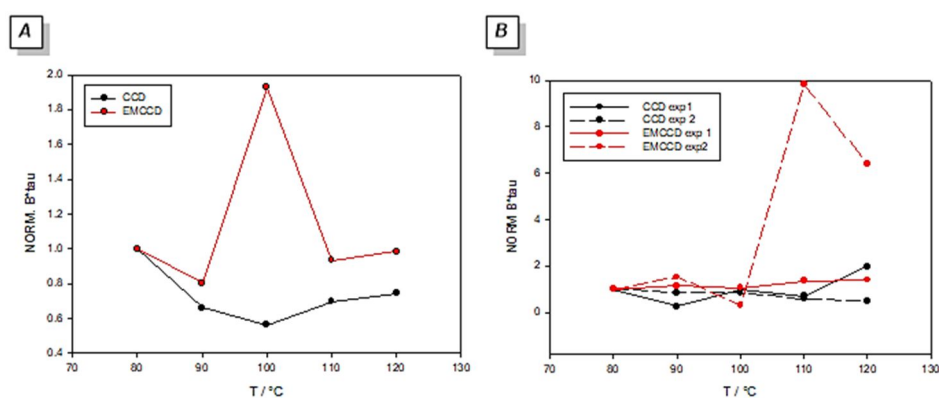 A
2.0
1.8
1.6
1.4
1.2
1.0
0.8
0.6
0.4
NORM. B*tau
CCD
EMCCD
70 80 90 100 110 120 130
T / °C
B
10
8
6
4
2
0
NORM B*tau
CCD exp1
CCD exp 2
EMCCD exp 1
EMCCD exp2
70 80 90 100 110 120 130
T / °C